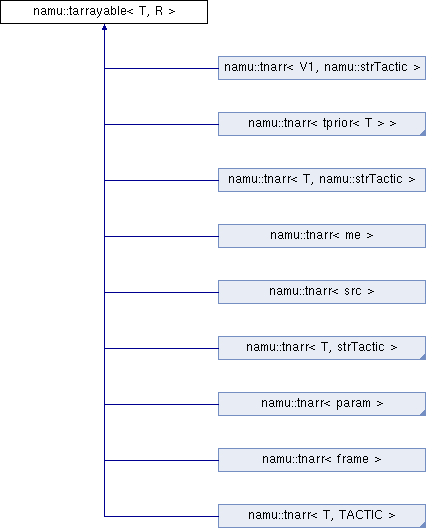 namu::tarrayable< T, R >
namu::tnarr< V1, namu::strTactic >
namu::tnarr< tprior< T > >
namu::tnarr< T, namu::strTactic >
namu::tnarr< me >
namu::tnarr< src >
namu::tnarr< T, strTactic >
namu::tnarr< param >
namu::tnarr< frame >
namu::tnarr< T, TACTIC >